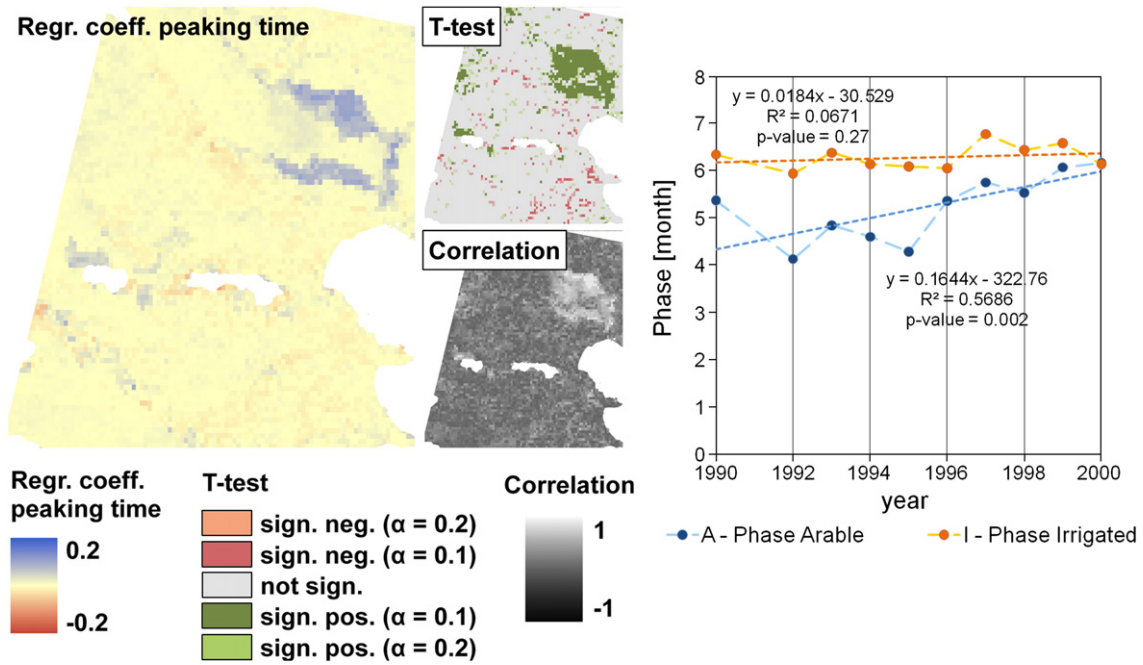 Regr. coeff. peaking time
T-test
Correlation
Regr. coeff.
peaking time
0.2
-0.2
T-test
sign. neg. (α = 0.2)
sign. neg. (α = 0.1)
not sign.
sign. pos. (α = 0.1)
sign. pos. (α = 0.2)
Correlation
1
-1
8
7
6
5
4
3
2
1
0
Phase [month]
y = 0.0184x - 30.529
R² = 0.0671
p-value = 0.27
y = 0.1644x - 322.76
R² = 0.5686
p-value = 0.002
1990 1992 1994 1996 1998 2000
year
A - Phase Arable
I - Phase Irrigated